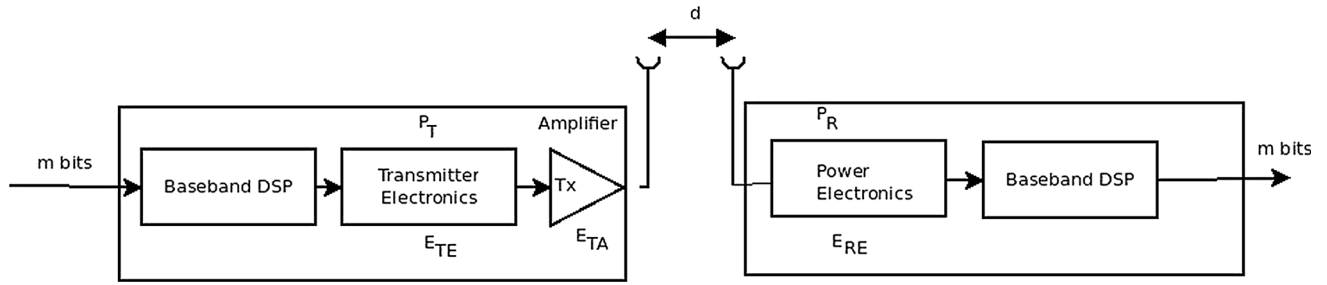 d
m bits
P_T
Amplifier
Baseband DSP
Transmitter
Electronics
Tx
E_TE
E_TA
P_R
Power
Electronics
Baseband DSP
E_RE
m bits